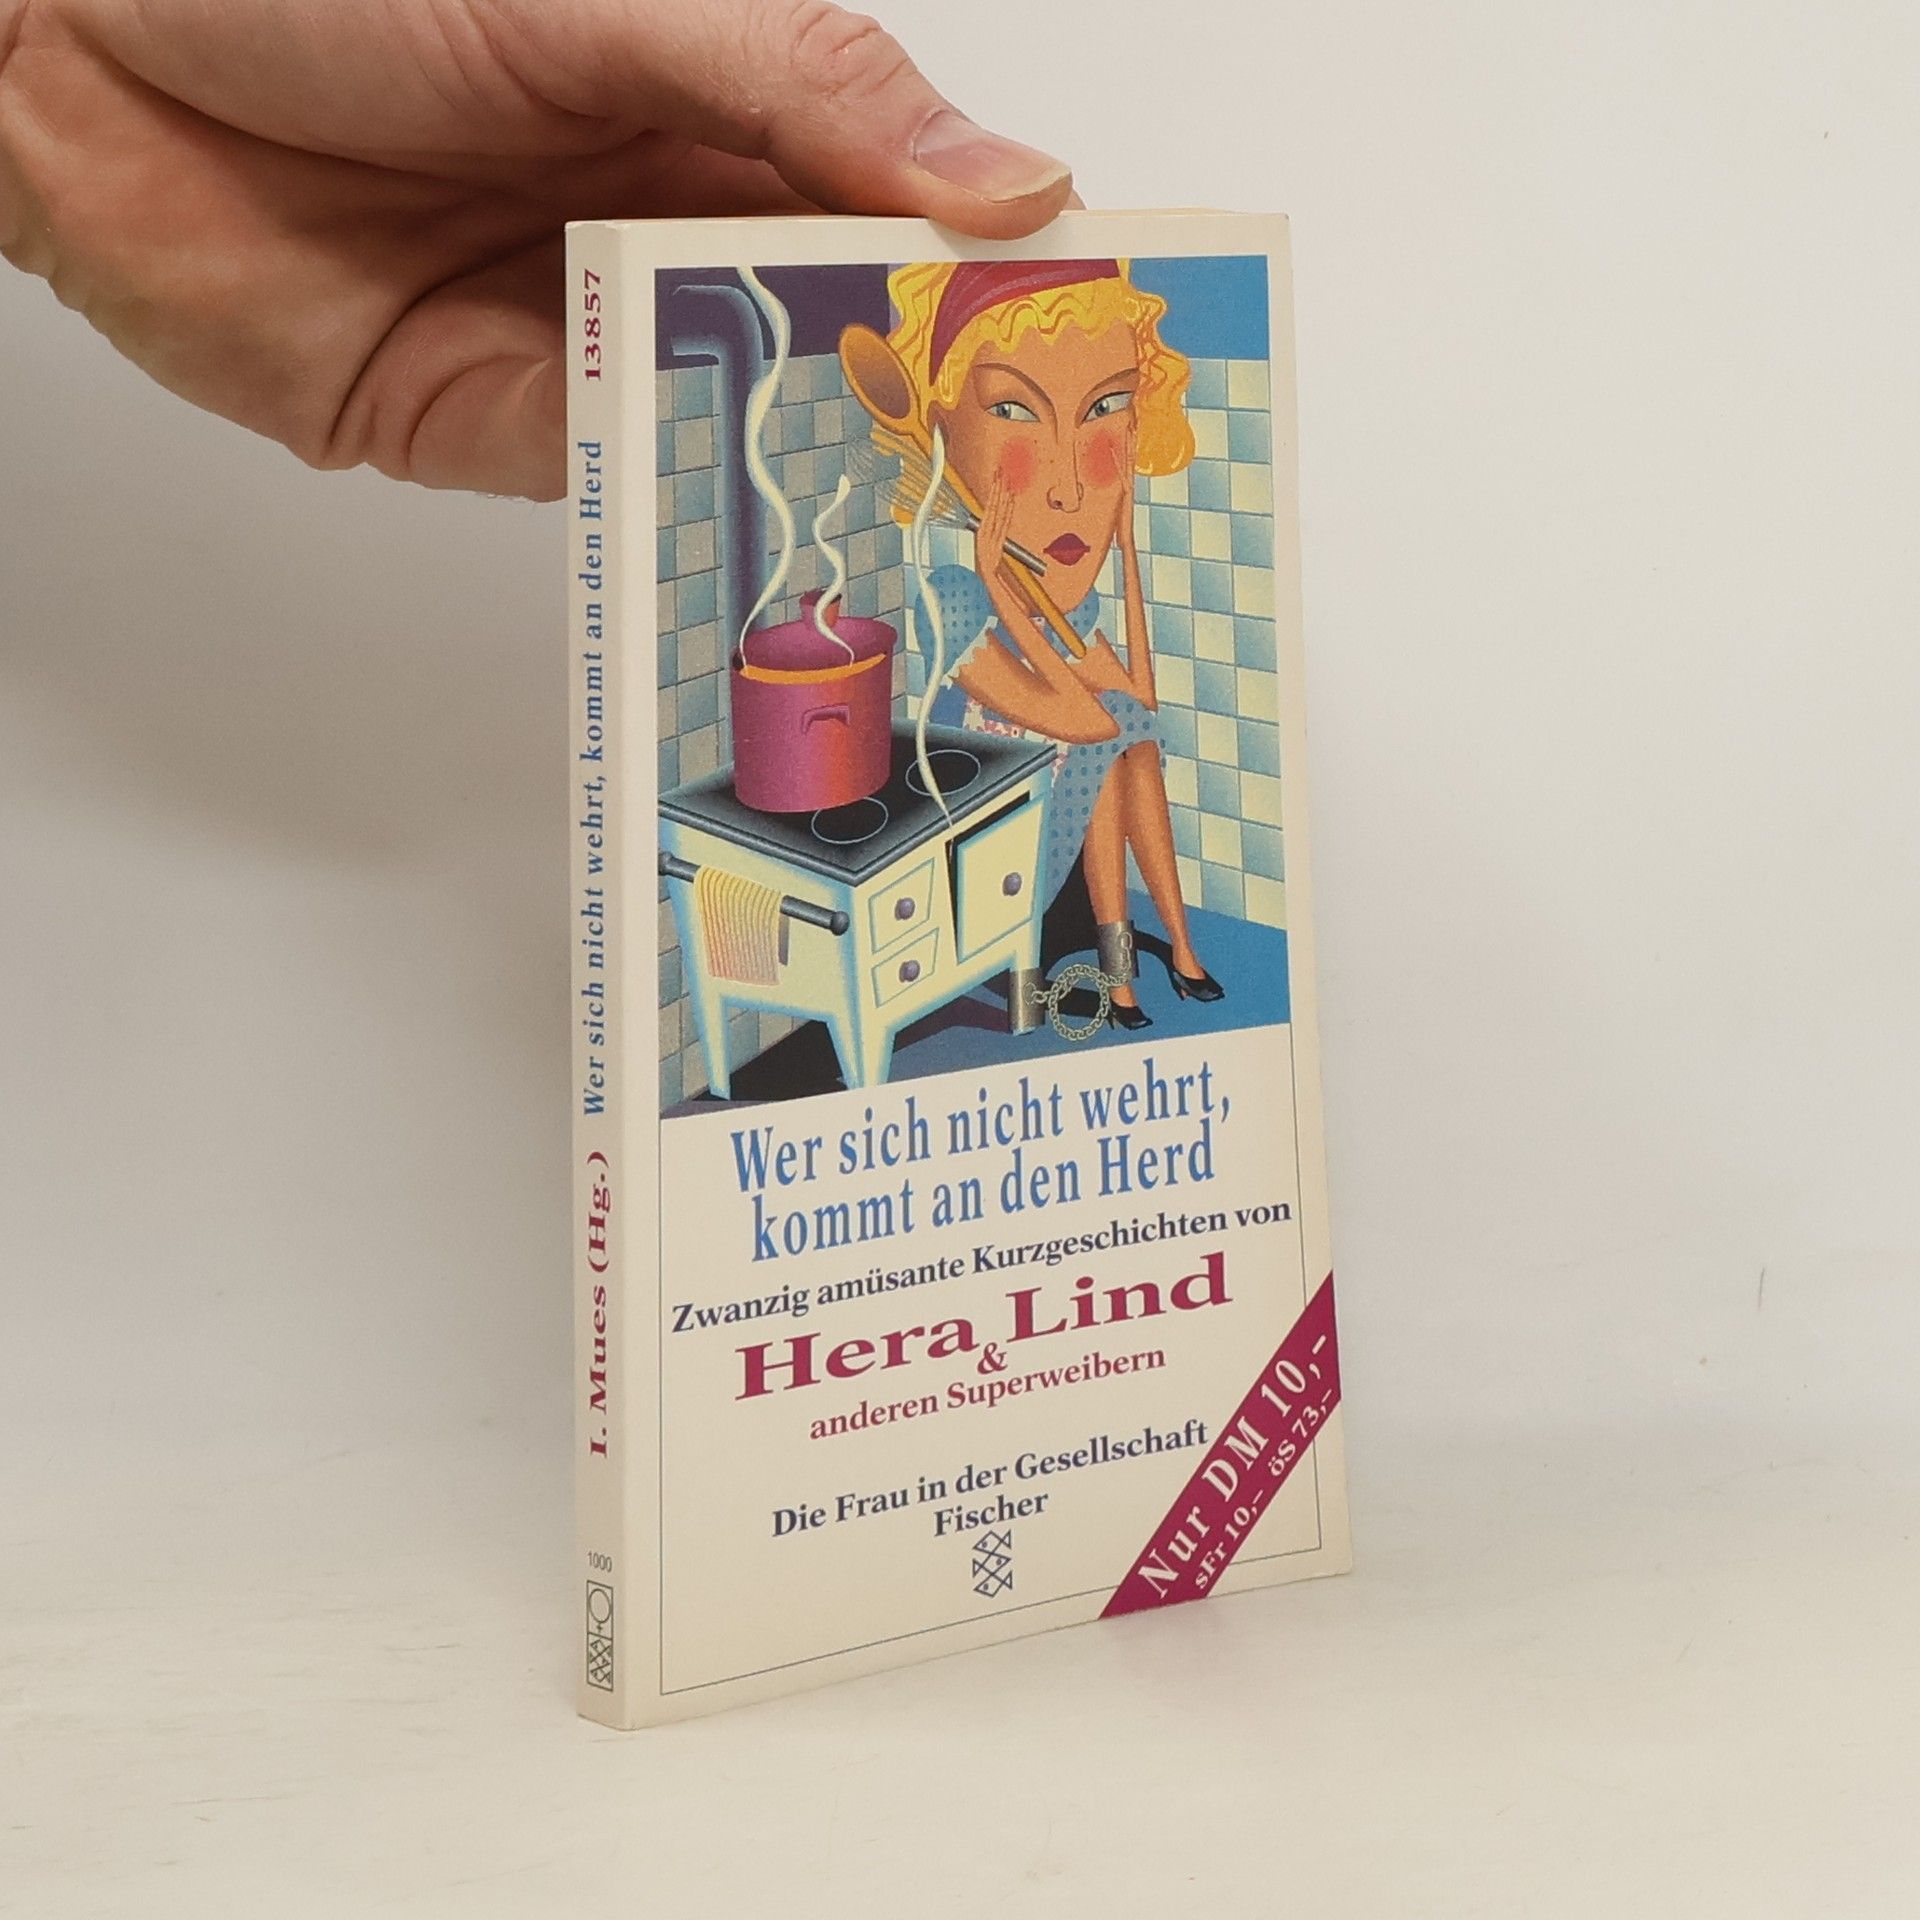 I. Mues (Hg.) Wer sich nicht wehrt, kommt an den Herd 13857
1000
Wer sich nicht wehrt,
kommt an den Herd
Zwanzig amüsante Kurzgeschichten von
Hera Lind
&
anderen Superweibern
Die Frau in der Gesellschaft
Fischer
Nur DM 10,-
sFr 10,- öS 73,-